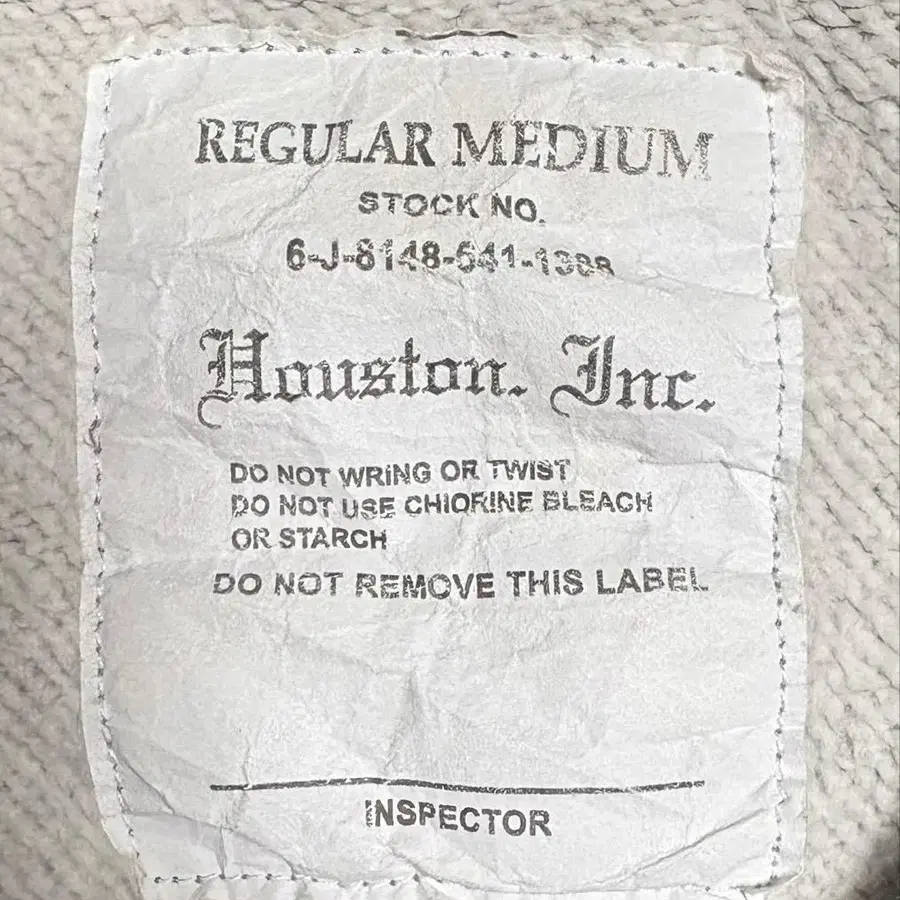 REGULAR MEDIUM
STOCK NO.
6-J-8148-641-1388
Houston. Inc.
DO NOT WRING OR TWIST
DO NOT USE CHIORINE BLEACH
OR STARCH
DO NOT REMOVE THIS LABEL
INSPECTOR